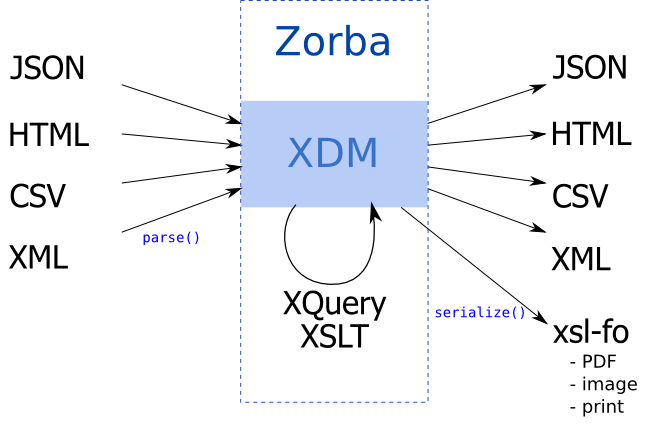 Zorba
JSON
HTML
CSV
XML
parse()
XDM
XQuery
XSLT
JSON
HTML
CSV
XML
serialize()
xsl-fo
- PDF
- image
- print